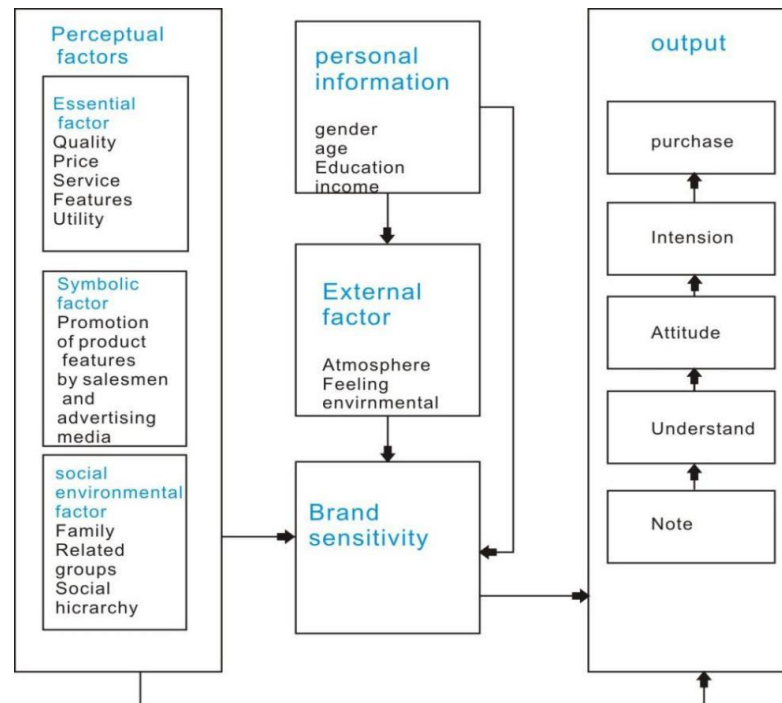 Perceptual
factors
Essential
factor
Quality
Price
Service
Features
Utility
Symbolic
factor
Promotion
of product
features
by salesmen
and
advertising
media
social
environmental
factor
Family
Related
groups
Social
hicrarchy
personal
information
gender
age
Education
income
External
factor
Atmosphere
Feeling
envirnmental
Brand
sensitivity
output
purchase
Intension
Attitude
Understand
Note